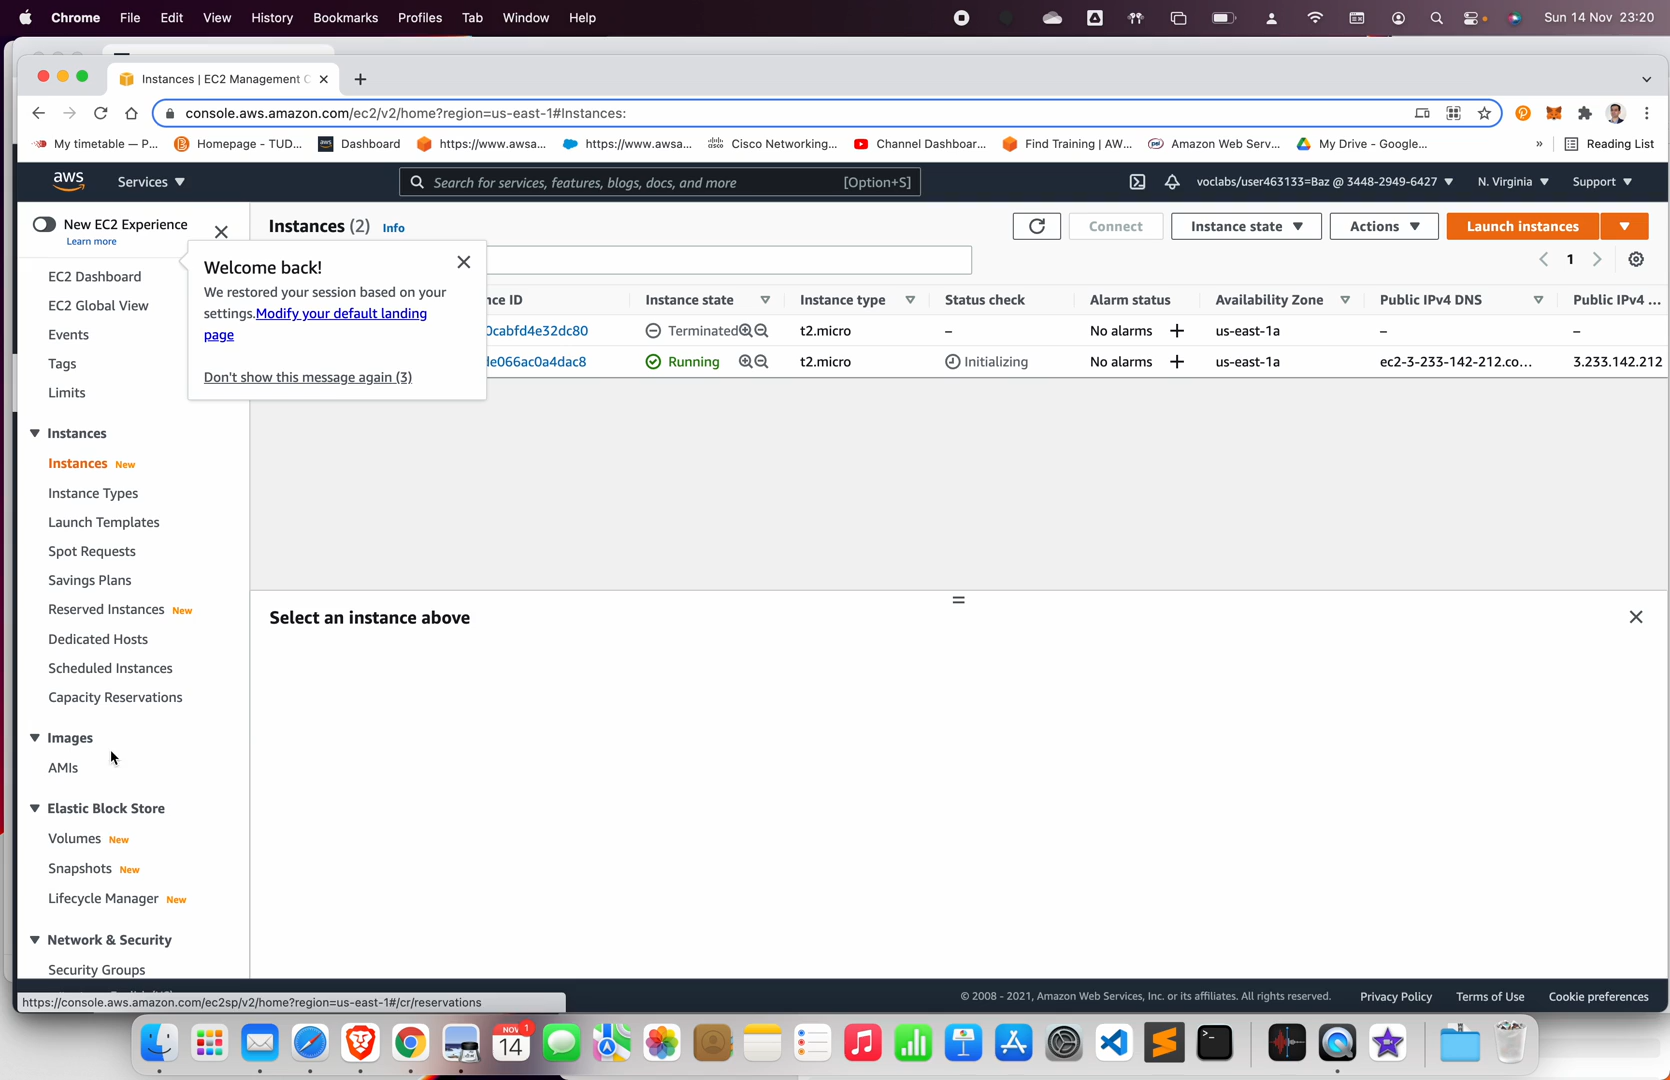 Chrome File Edit View History Bookmarks Profiles Tab Window Help Sun 14 Nov 23:20
Instances | EC2 Management C
console.aws.amazon.com/ec2/v2/home?region=us-east-1#Instances:
My timetable — P... Homepage - TUD... Dashboard https://www.awsa... https://www.awsa... Cisco Networking... Channel Dashboar... Find Training | AW... Amazon Web Serv... My Drive - Google... » Reading List
aws Services Search for services, features, blogs, docs, and more [Option+S] voclabs/user463133=Baz @ 3448-2949-6427 N. Virginia Support
New EC2 Experience
Learn more
Instances (2) Info
Connect Instance state Actions Launch instances
1
Welcome back!
We restored your session based on your
settings.Modify your default landing
page
Don't show this message again (3)
nce ID Instance state Instance type Status check Alarm status Availability Zone Public IPv4 DNS Public IPv4 ...
0cabfd4e32dc80 Terminated t2.micro – No alarms + us-east-1a – –
de066ac0a4dac8 Running t2.micro Initializing No alarms + us-east-1a ec2-3-233-142-212.co... 3.233.142.212
EC2 Dashboard
EC2 Global View
Events
Tags
Limits
Instances
Instances New
Instance Types
Launch Templates
Spot Requests
Savings Plans
Reserved Instances New
Dedicated Hosts
Scheduled Instances
Capacity Reservations
Images
AMIs
Elastic Block Store
Volumes New
Snapshots New
Lifecycle Manager New
Network & Security
Security Groups
Select an instance above
https://console.aws.amazon.com/ec2sp/v2/home?region=us-east-1#/cr/reservations
© 2008 - 2021, Amazon Web Services, Inc. or its affiliates. All rights reserved. Privacy Policy Terms of Use Cookie preferences
NOV 1
14